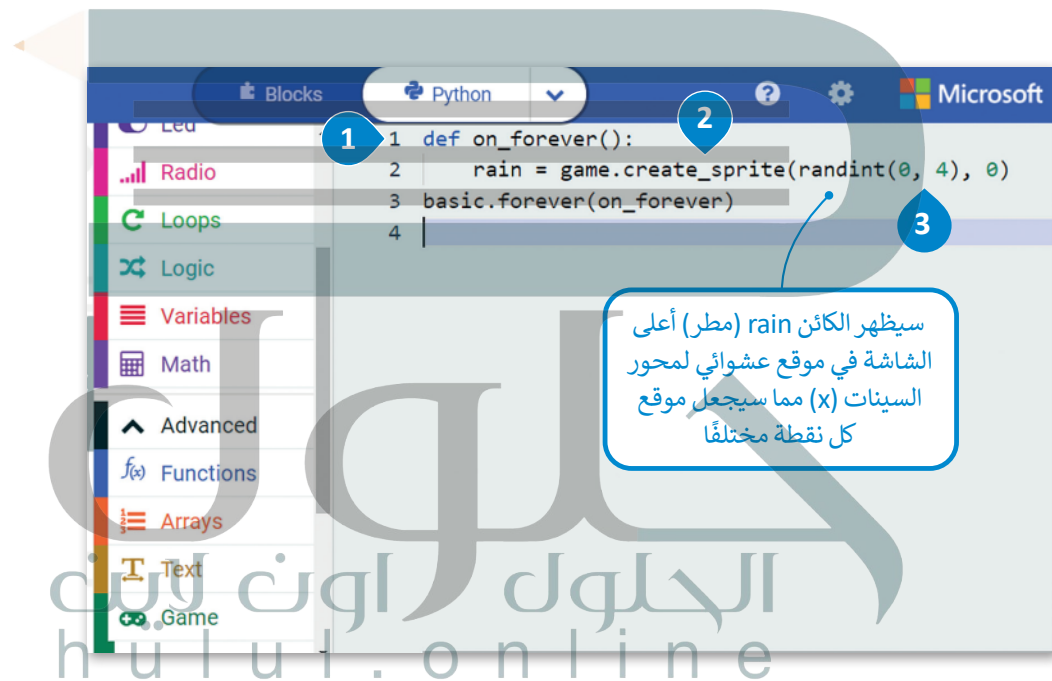 Blocks
Python
?
Microsoft
Led
Radio
Loops
Logic
Variables
Math
Advanced
f(x) Functions
Arrays
Text
Game
1
2
3
1 def on_forever():
2 rain = game.create_sprite(randint(0, 4), 0)
3 basic.forever(on_forever)
4
سيظهر الكائن rain (مطر) أعلى
الشاشة في موقع عشوائي لمحور
السينات (x) مما سيجعل موقع
كل نقطة مختلفًا
حلول
الحلول اون لاين
hulul.online